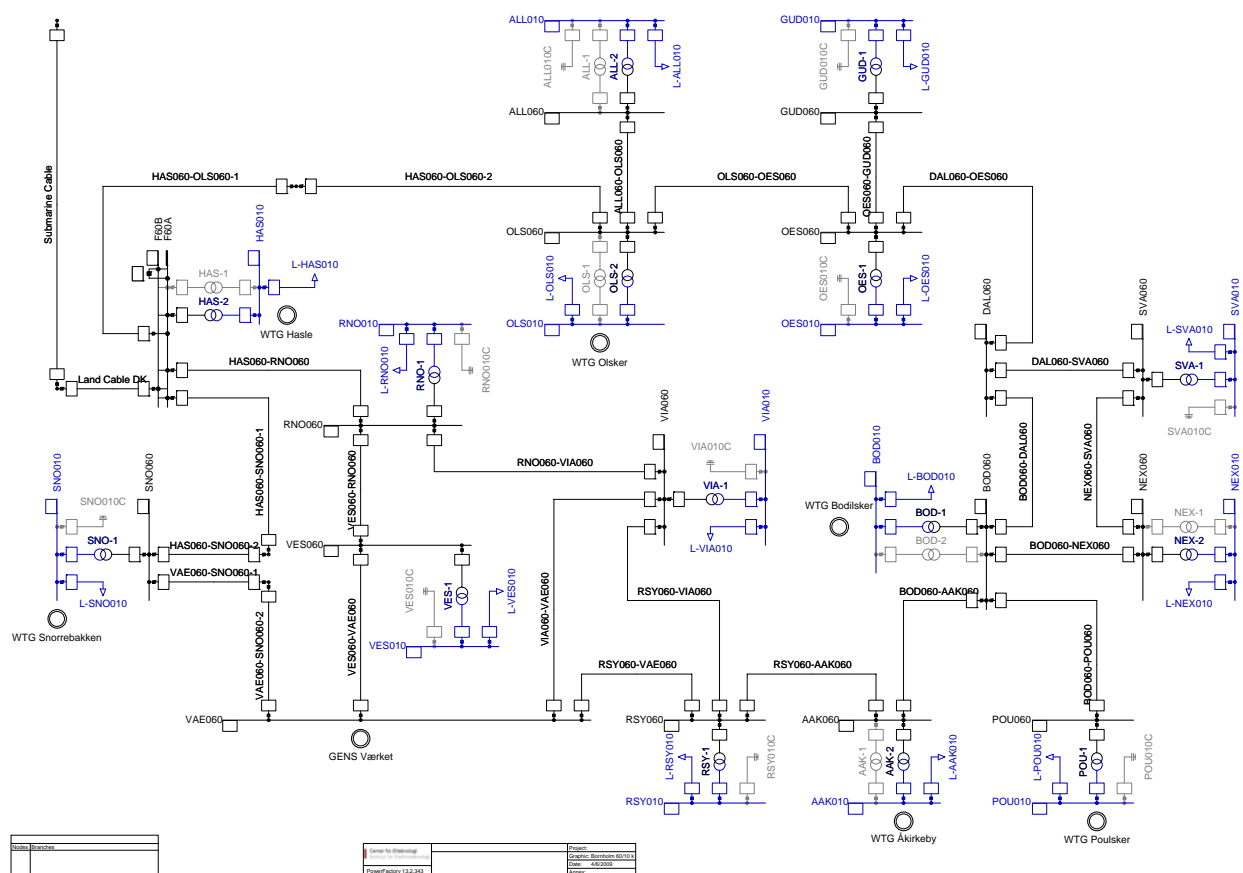 ALL010
GUD010
ALL010C
ALL-1
ALL-2
L-ALL010
GUD010C
GUD-1
L-GUD010
ALL060
GUD060
Submarine Cable
HAS060-OLS060-1
HAS060-OLS060-2
ALL060-OLS060
OLS060-OES060
OES060-GUD060
DAL060-OES060
F60B
F60A
HAS010
OLS060
OES060
HAS-1
L-HAS010
HAS-2
L-OLS010
OLS-1
OLS-2
OES010C
OES-1
L-OES010
DAL060
SVA060
SVA010
WTG Hasle
RNO010
OLS010
OES010
L-SVA010
WTG Olsker
HAS060-RNO060
L-RNO010
RNO-1
RNO010C
DAL060-SVA060
SVA-1
Land Cable DK
VIA060
VIA010
SVA010C
RNO060
HAS060-SNO060-1
VES060-RNO060
VIA010C
BOD010
BOD060
BOD060-DAL060
NEX060-SVA060
NEX060
NEX010
SNO010
SNO060
RNO060-VIA060
L-BOD010
SNO010C
VIA-1
WTG Bodilsker
BOD-1
NEX-1
SNO-1
HAS060-SNO060-2
VES060
L-VIA010
BOD-2
BOD060-NEX060
NEX-2
VAE060-SNO060-1
L-SNO010
VES010C
VES-1
L-VES010
VIA060-VAE060
RSY060-VIA060
BOD060-AAK060
L-NEX010
WTG Snorrebakken
VAE060-SNO060-2
VES060-VAE060
VES010
RSY060-VAE060
RSY060-AAK060
BOD060-POU060
VAE060
RSY060
AAK060
POU060
GENS Værket
L-RSY010
RSY-1
RSY010C
AAK-1
AAK-2
L-AAK010
L-POU010
POU-1
POU010C
RSY010
AAK010
POU010
WTG Åkirkeby
WTG Poulsker
Nodes
Branches
Center for Elteknologi
PowerFactory 13.2.343
Project:
Graphic: Bornholm 60/10 k
Date: 4/6/2009
Annex: